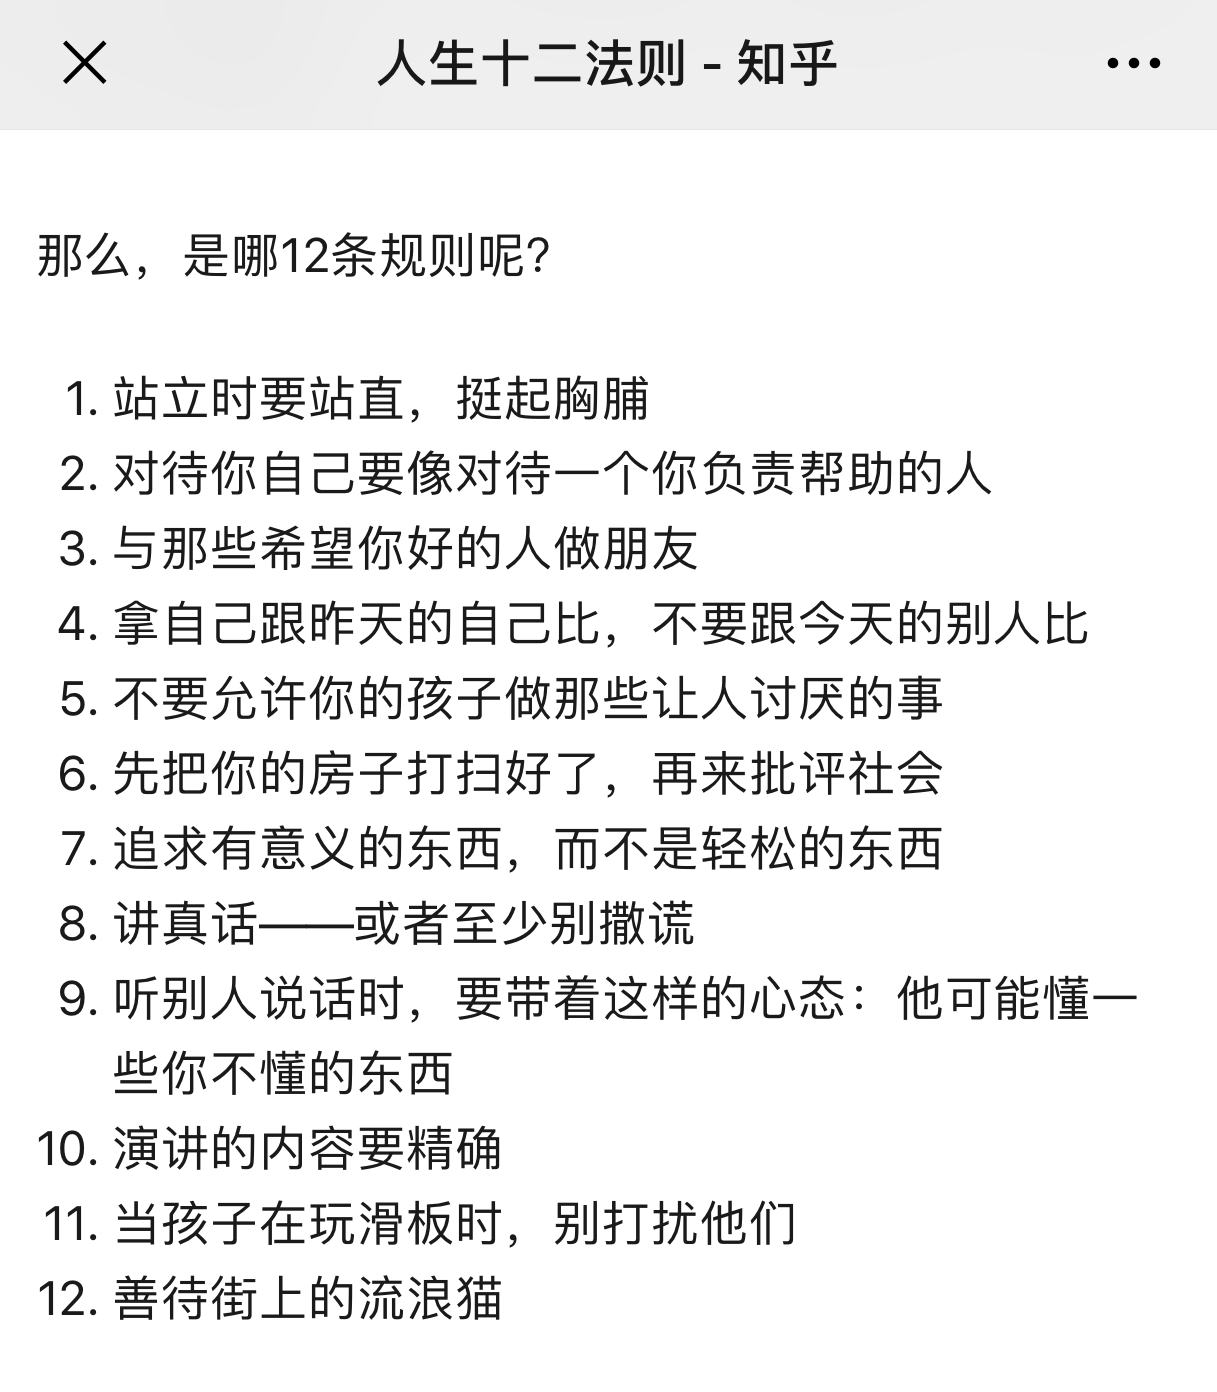 人生十二法则 - 知乎
那么，是哪12条规则呢?
1. 站立时要站直，挺起胸脯
2. 对待你自己要像对待一个你负责帮助的人
3. 与那些希望你好的人做朋友
4. 拿自己跟昨天的自己比，不要跟今天的别人比
5. 不要允许你的孩子做那些让人讨厌的事
6. 先把你的房子打扫好了，再来批评社会
7. 追求有意义的东西，而不是轻松的东西
8. 讲真话——或者至少别撒谎
9. 听别人说话时，要带着这样的心态：他可能懂一
些你不懂的东西
10. 演讲的内容要精确
11. 当孩子在玩滑板时，别打扰他们
12. 善待街上的流浪猫